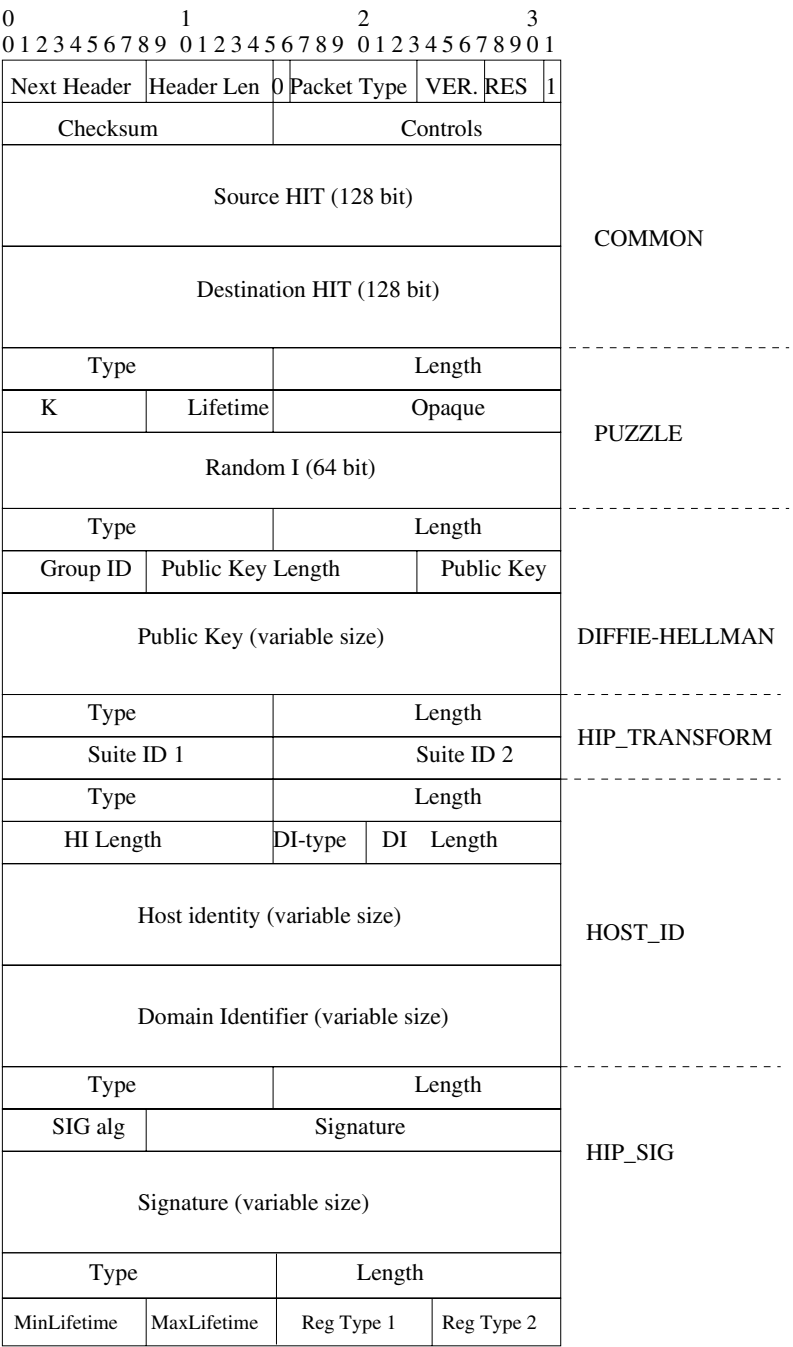 0 1 2 3
0 1 2 3 4 5 6 7 8 9 0 1 2 3 4 5 6 7 8 9 0 1 2 3 4 5 6 7 8 9 0 1
Next Header Header Len 0 Packet Type VER. RES 1
Checksum Controls
Source HIT (128 bit)
COMMON
Destination HIT (128 bit)
Type Length
K Lifetime Opaque
PUZZLE
Random I (64 bit)
Type Length
Group ID Public Key Length Public Key
Public Key (variable size) DIFFIE-HELLMAN
Type Length
HIP_TRANSFORM
Suite ID 1 Suite ID 2
Type Length
HI Length DI-type DI Length
Host identity (variable size)
HOST_ID
Domain Identifier (variable size)
Type Length
SIG alg Signature
HIP_SIG
Signature (variable size)
Type Length
MinLifetime MaxLifetime Reg Type 1 Reg Type 2